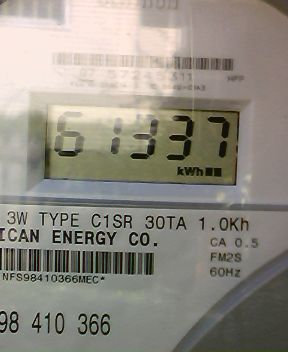 61337
kWh
3W TYPE C1SR 30TA 1.0Kh
ICAN ENERGY CO.
CA 0.5
FM2S
NFS98410366MEC*
60Hz
98 410 366